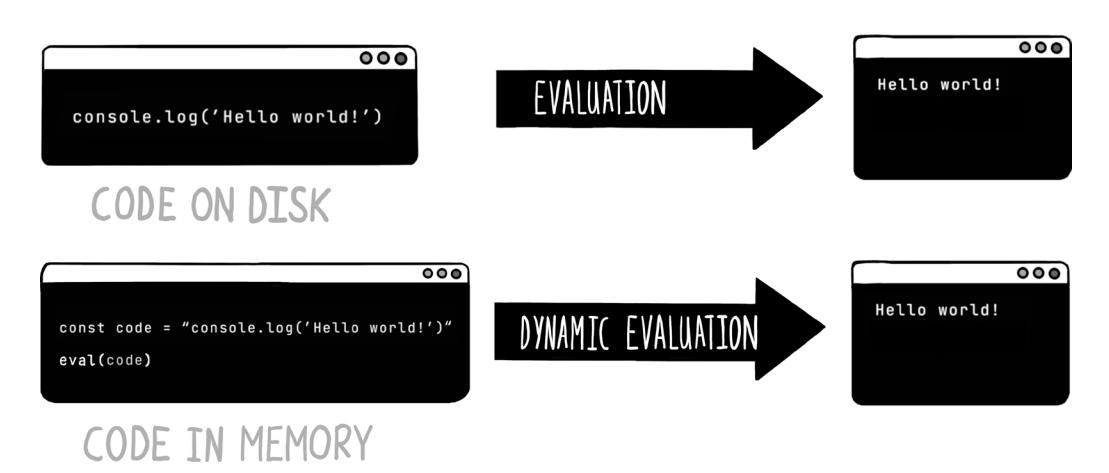 console.log('Hello world!')
EVALUATION
Hello world!
CODE ON DISK
const code = “console.log('Hello world!')“
eval(code)
DYNAMIC EVALUATION
Hello world!
CODE IN MEMORY